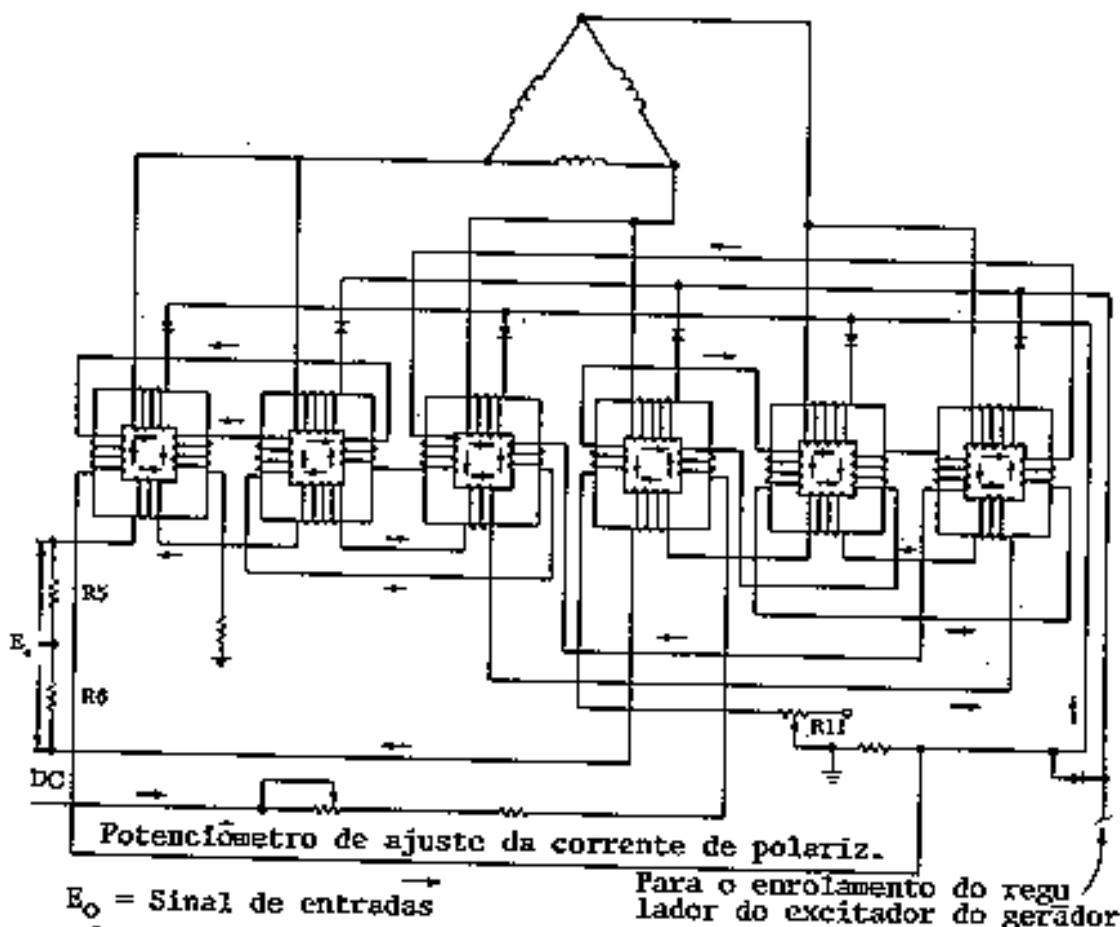 R5
R6
R11
DC
Potenciômetro de ajuste da corrente de polariz.
E₀ = Sinal de entradas
Para o enrolamento do regu
lador do excitador do gerador